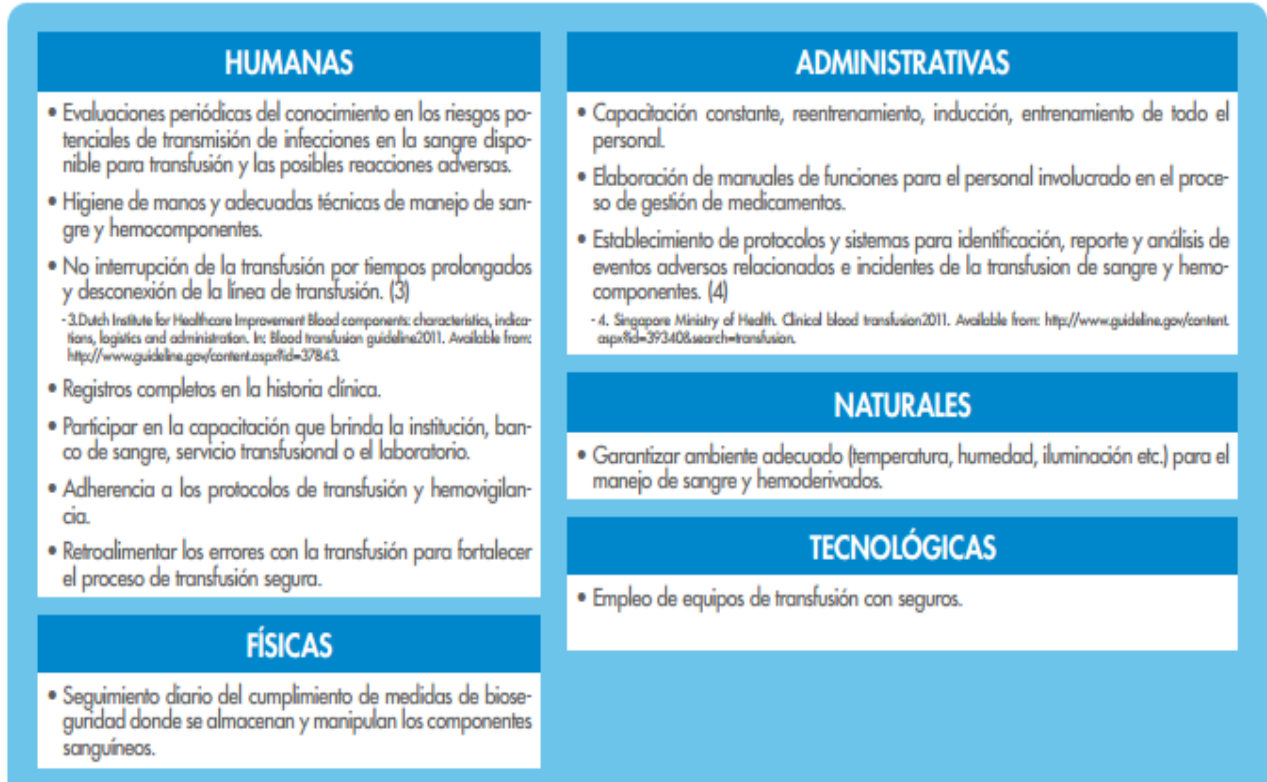 HUMANAS
• Evaluaciones periódicas del conocimiento en los riesgos po-
tenciales de transmisión de infecciones en la sangre dispo-
nible para transfusión y las posibles reacciones adversas.
• Higiene de manos y adecuadas técnicas de manejo de san-
gre y hemocomponentes.
• No interrupción de la transfusión por tiempos prolongados
y desconexión de la línea de transfusión. (3)
- 3.Dutch Institute for Healthcare Improvement Blood components: characteristics, indica-
tions, logistics and administration. In: Blood transfusion guideline2011. Available from:
http://www.guideline.gov/content.aspx?id=37843.
• Registros completos en la historia clínica.
• Participar en la capacitación que brinda la institución, ban-
co de sangre, servicio transfusional o el laboratorio.
• Adherencia a los protocolos de transfusión y hemovigilan-
cia.
• Retroalimentar los errores con la transfusión para fortalecer
el proceso de transfusión segura.
FÍSICAS
• Seguimiento diario del cumplimiento de medidas de biose-
guridad donde se almacenan y manipulan los componentes
sanguíneos.
ADMINISTRATIVAS
• Capacitación constante, reentrenamiento, inducción, entrenamiento de todo el
personal.
• Elaboración de manuales de funciones para el personal involucrado en el proce-
so de gestión de medicamentos.
• Establecimiento de protocolos y sistemas para identificación, reporte y análisis de
eventos adversos relacionados e incidentes de la transfusion de sangre y hemo-
componentes. (4)
- 4. Singapore Ministry of Health. Clinical blood transfusion2011. Available from: http://www.guideline.gov/content.
aspx?id=39340&search=transfusion.
NATURALES
• Garantizar ambiente adecuado (temperatura, humedad, iluminación etc.) para el
manejo de sangre y hemoderivados.
TECNOLÓGICAS
• Empleo de equipos de transfusión con seguros.